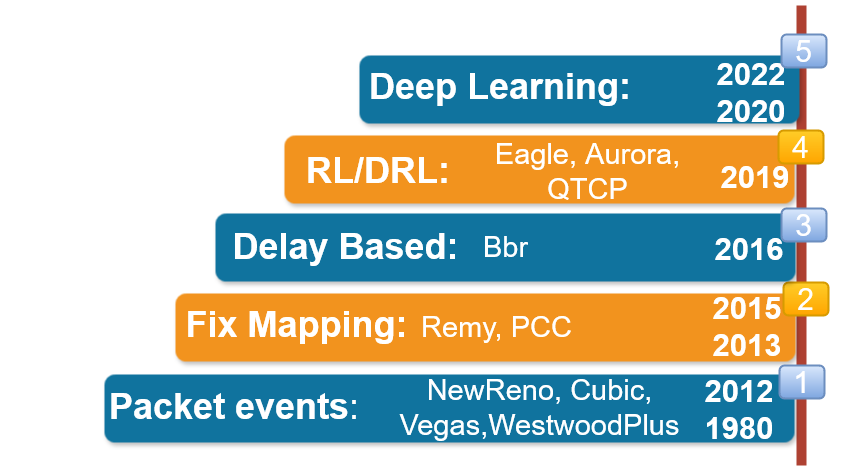 5
Deep Learning:
2022
2020
4
RL/DRL:
Eagle, Aurora,
QTCP
2019
3
Delay Based:
Bbr
2016
2
Fix Mapping:
Remy, PCC
2015
2013
1
Packet events:
NewReno, Cubic,
Vegas,WestwoodPlus
2012
1980